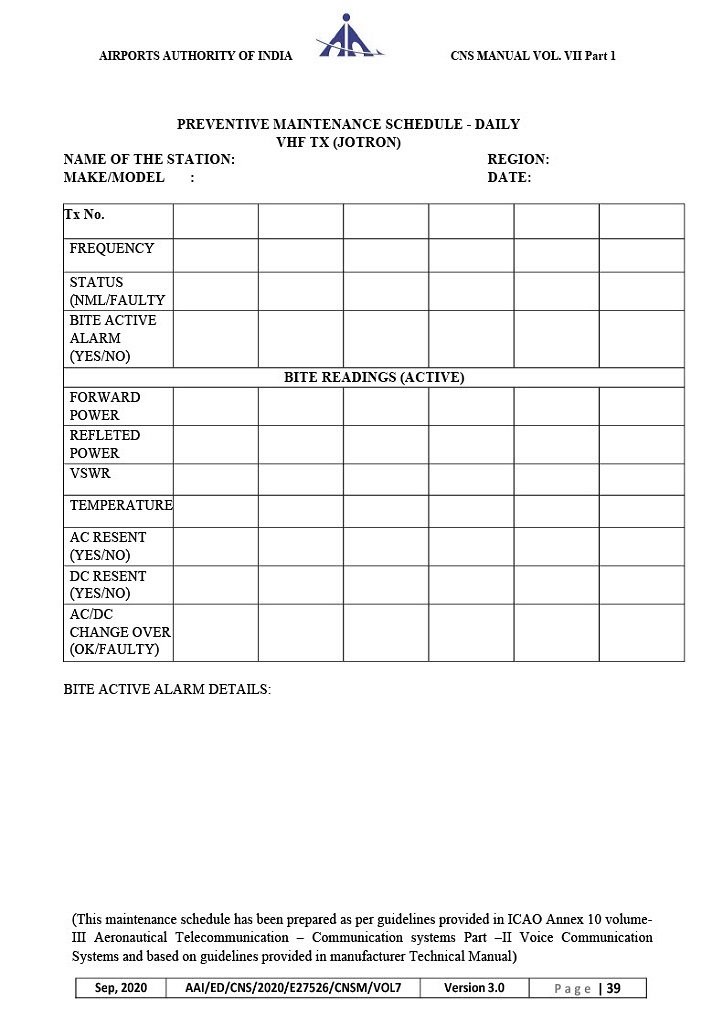 AIRPORTS AUTHORITY OF INDIA
CNS MANUAL VOL. VII Part 1
PREVENTIVE MAINTENANCE SCHEDULE - DAILY
VHF TX (JOTRON)
NAME OF THE STATION: REGION:
MAKE/MODEL : DATE:
Tx No.
FREQUENCY
STATUS
(NML/FAULTY
BITE ACTIVE
ALARM
(YES/NO)
BITE READINGS (ACTIVE)
FORWARD
POWER
REFLETED
POWER
VSWR
TEMPERATURE
AC RESENT
(YES/NO)
DC RESENT
(YES/NO)
AC/DC
CHANGE OVER
(OK/FAULTY)
BITE ACTIVE ALARM DETAILS:
(This maintenance schedule has been prepared as per guidelines provided in ICAO Annex 10 volume-
III Aeronautical Telecommunication – Communication systems Part –II Voice Communication
Systems and based on guidelines provided in manufacturer Technical Manual)
Sep, 2020 AAI/ED/CNS/2020/E27526/CNSM/VOL7 Version 3.0 Page | 39